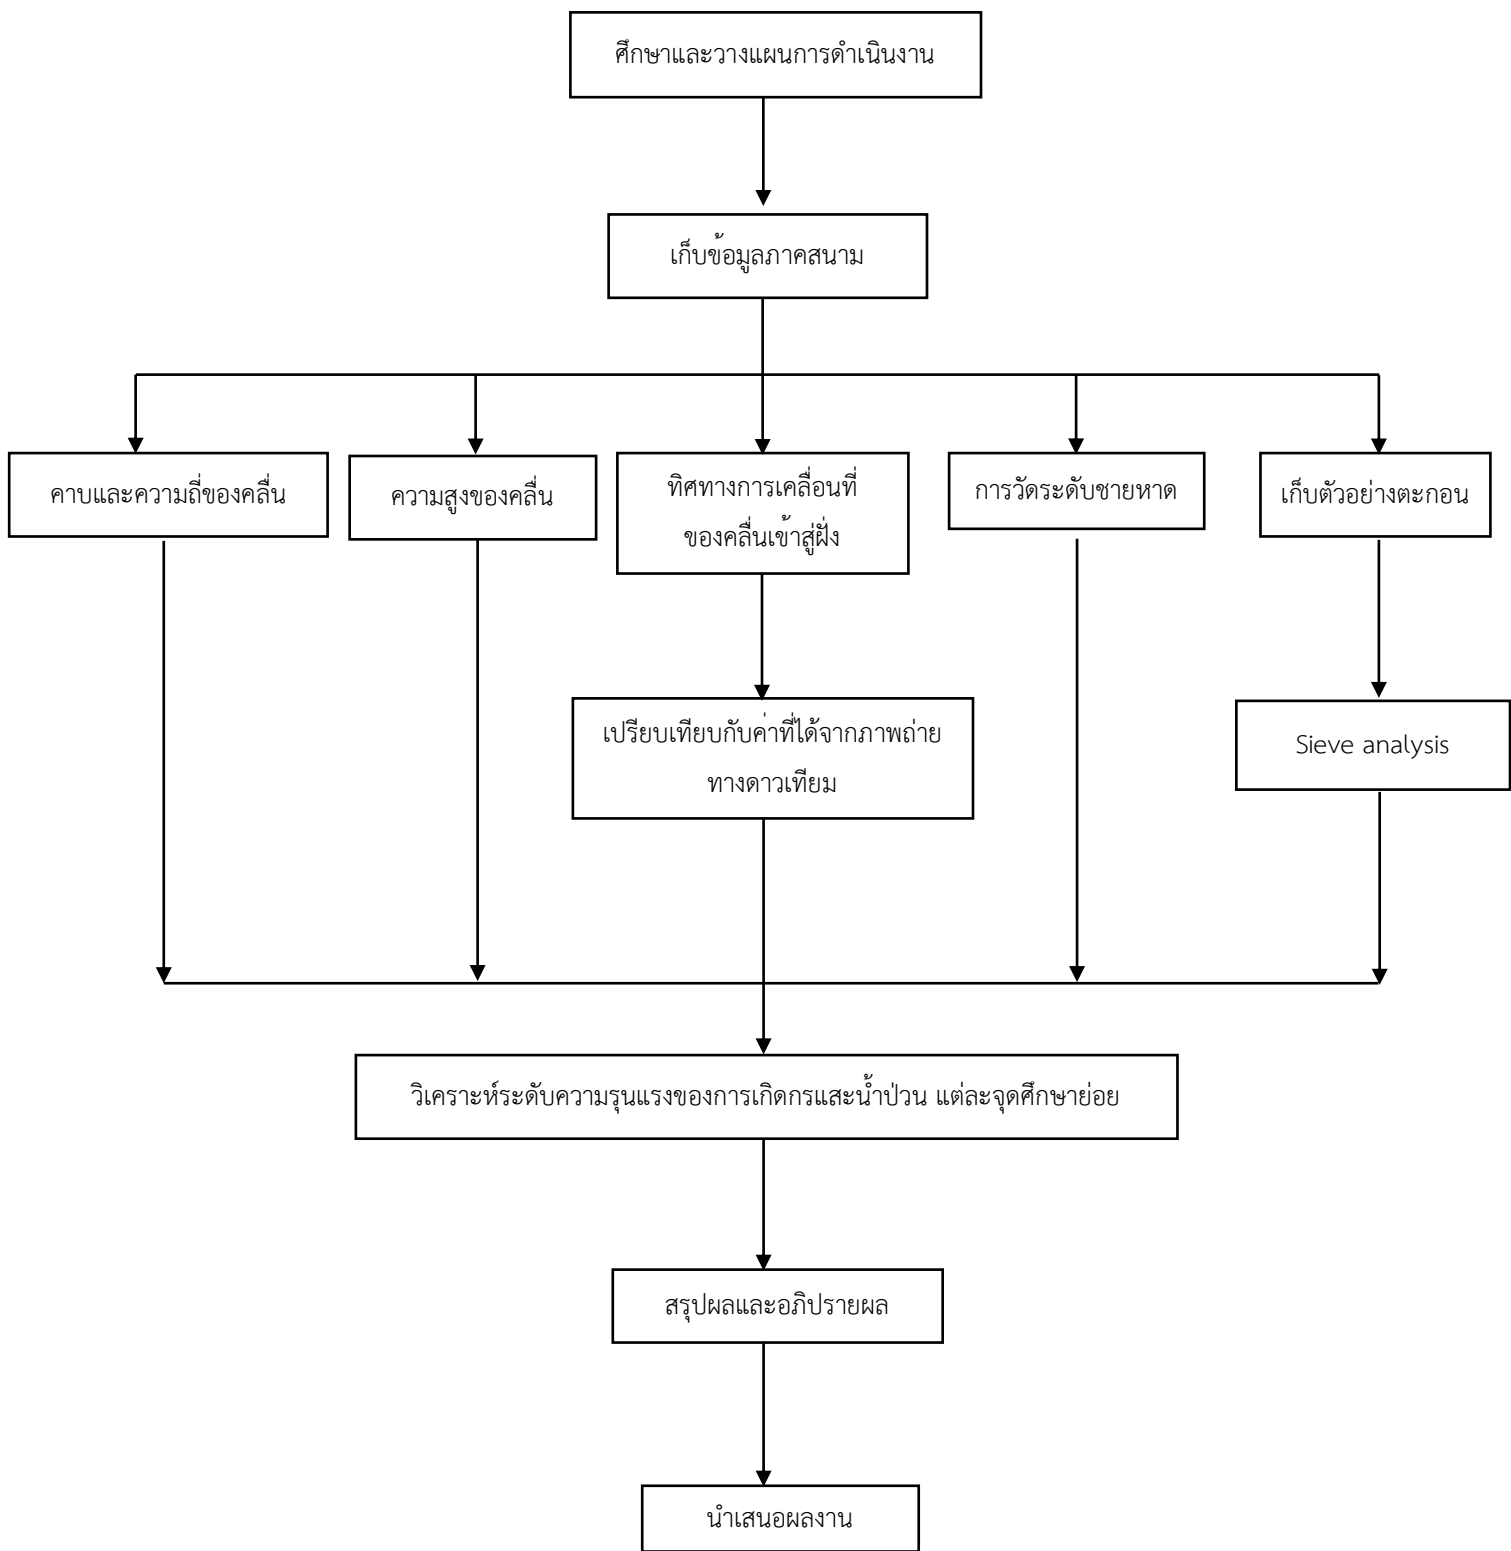 ศึกษาและวางแผนการดำเนินงาน
เก็บข้อมูลภาคสนาม
คาบและความถี่ของคลื่น
ความสูงของคลื่น
ทิศทางการเคลื่อนที่
ของคลื่นเข้าสู่ฝั่ง
การวัดระดับชายหาด
เก็บตัวอย่างตะกอน
เปรียบเทียบกับค่าที่ได้จากภาพถ่าย
ทางดาวเทียม
Sieve analysis
วิเคราะห์ระดับความรุนแรงของการเกิดกรแสะน้ำป่วน แต่ละจุดศึกษาย่อย
สรุปผลและอภิปรายผล
นำเสนอผลงาน